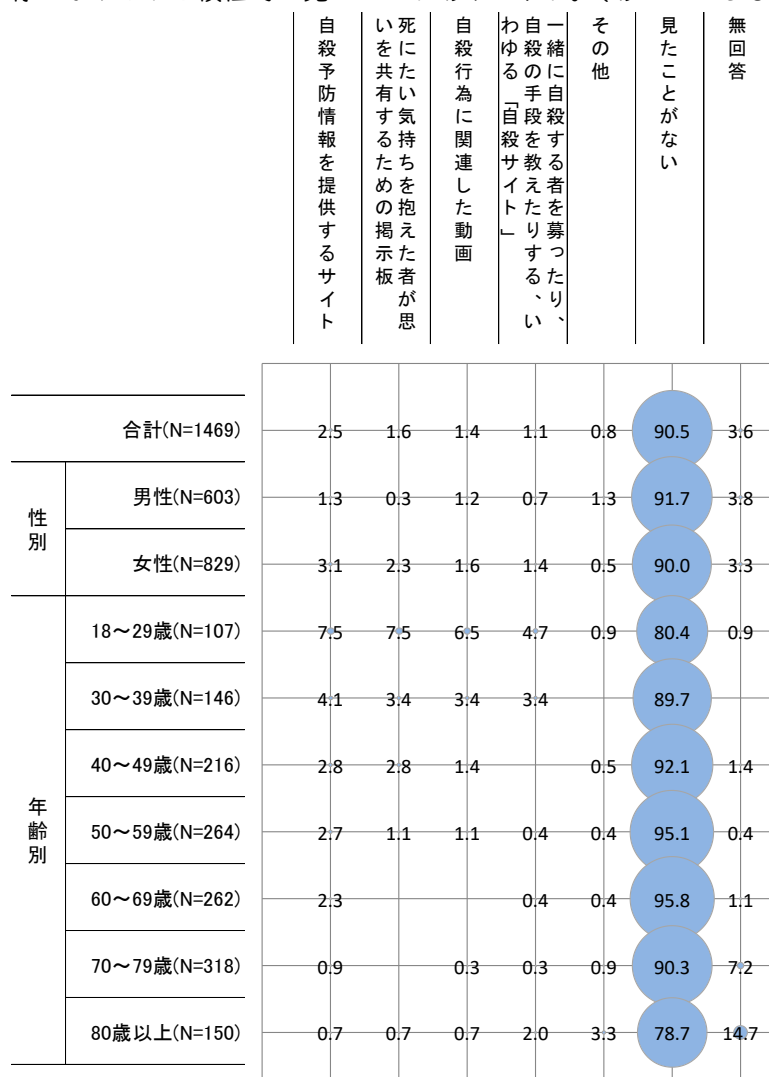 自殺予防情報を提供するサイト
死にたい気持ちを抱えた者が思
いを共有するための掲示板
自殺行為に関連した動画
一緒に自殺する者を募ったり、
自殺の手段を教えたりする、い
わゆる「自殺サイト」
その他
見たことがない
無回答
合計(N=1469) 2.5 1.6 1.4 1.1 0.8 90.5 3.6
性別
男性(N=603) 1.3 0.3 1.2 0.7 1.3 91.7 3.8
女性(N=829) 3.1 2.3 1.6 1.4 0.5 90.0 3.3
年齢別
18～29歳(N=107) 7.5 7.5 6.5 4.7 0.9 80.4 0.9
30～39歳(N=146) 4.1 3.4 3.4 3.4 89.7
40～49歳(N=216) 2.8 2.8 1.4 0.5 92.1 1.4
50～59歳(N=264) 2.7 1.1 1.1 0.4 0.4 95.1 0.4
60～69歳(N=262) 2.3 0.4 0.4 95.8 1.1
70～79歳(N=318) 0.9 0.3 0.3 0.9 90.3 7.2
80歳以上(N=150) 0.7 0.7 0.7 2.0 3.3 78.7 14.7